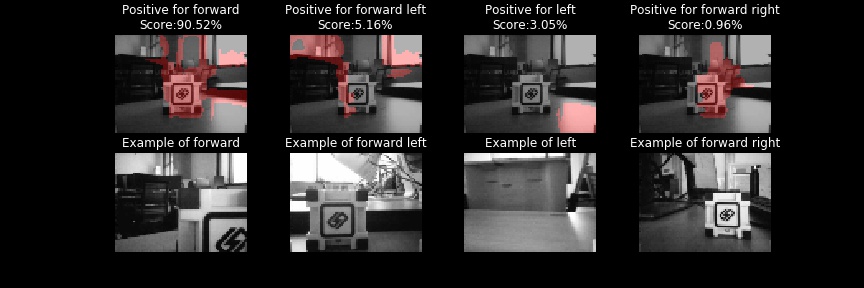 Positive for forward
Score:90.52%
Positive for forward left
Score:5.16%
Positive for left
Score:3.05%
Positive for forward right
Score:0.96%
Example of forward
Example of forward left
Example of left
Example of forward right